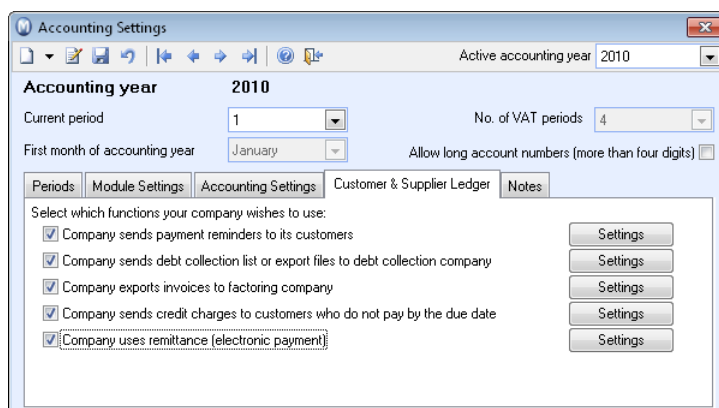 Accounting Settings
Active accounting year 2010
Accounting year 2010
Current period 1 No. of VAT periods 4
First month of accounting year January Allow long account numbers (more than four digits)
Periods Module Settings Accounting Settings Customer & Supplier Ledger Notes
Select which functions your company wishes to use:
Company sends payment reminders to its customers Settings
Company sends debt collection list or export files to debt collection company Settings
Company exports invoices to factoring company Settings
Company sends credit charges to customers who do not pay by the due date Settings
Company uses remittance (electronic payment) Settings